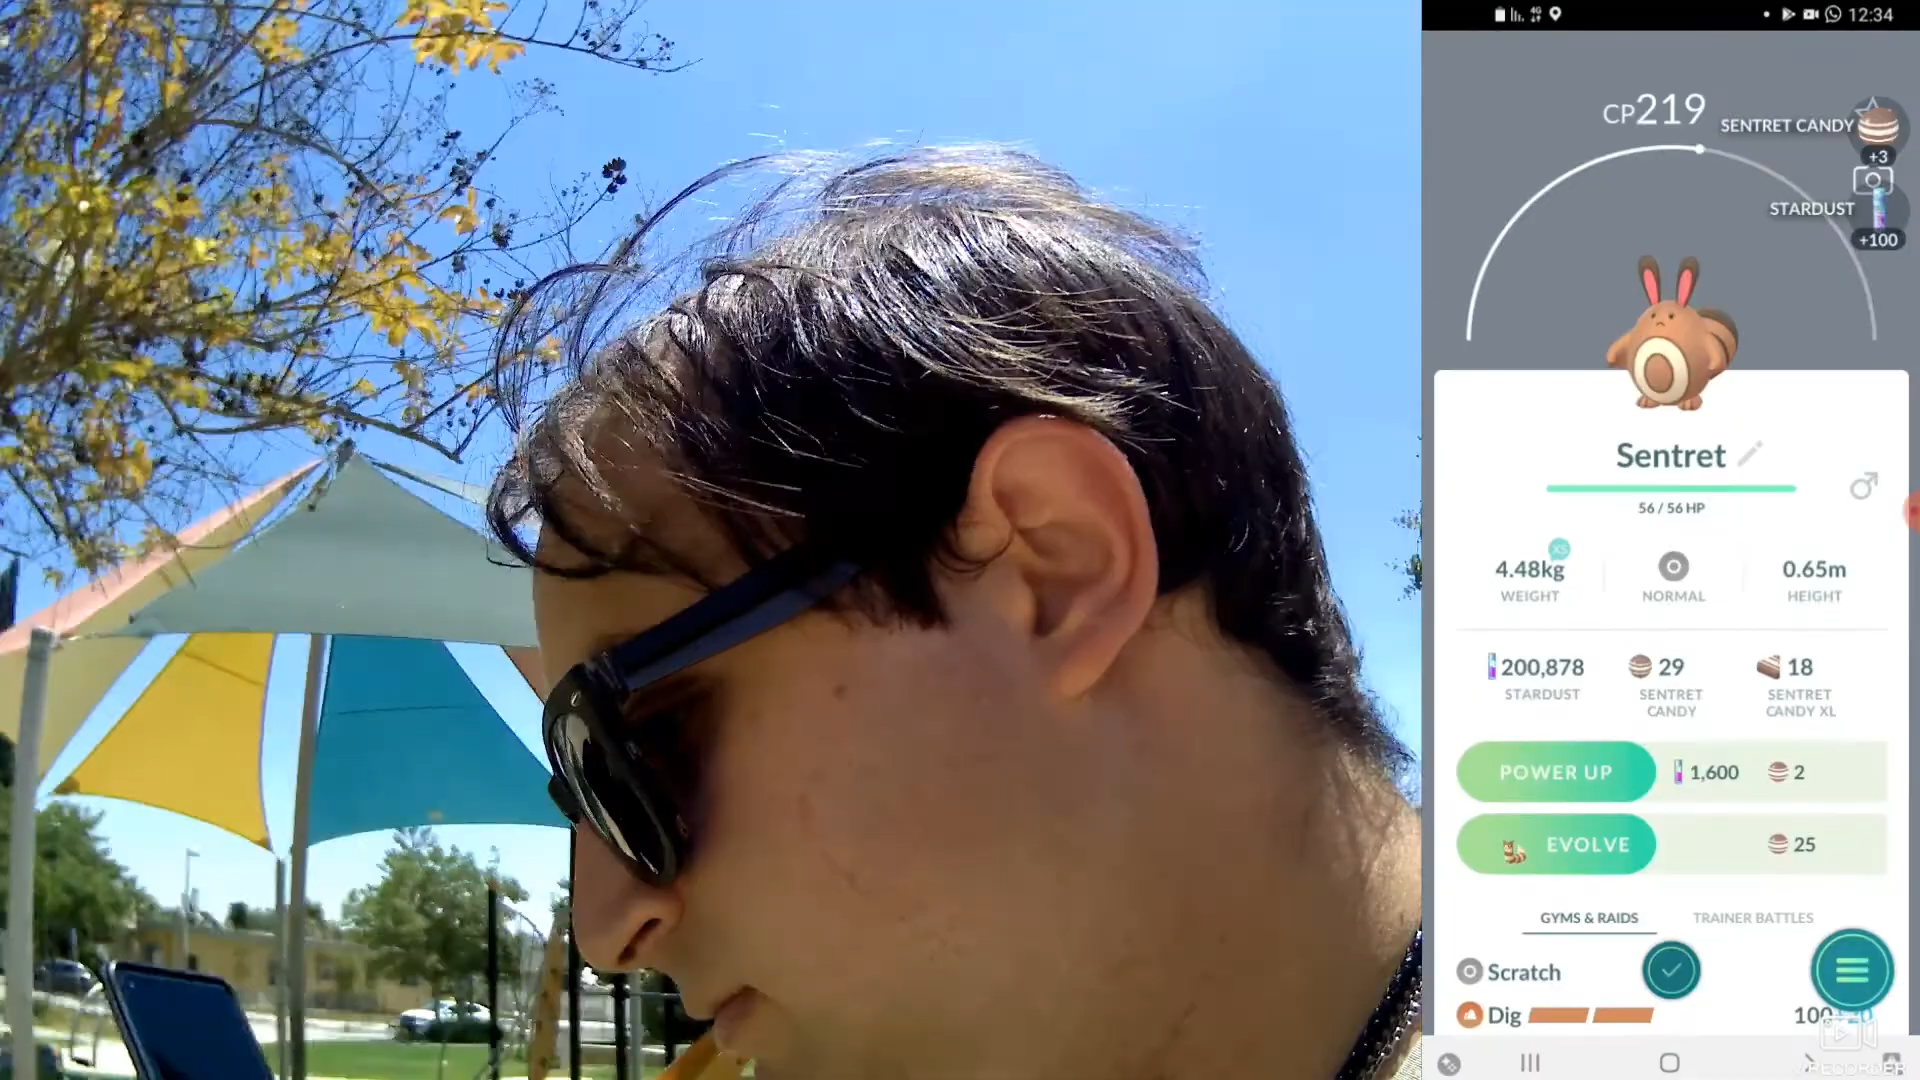 4G 12:34
CP219
SENTRET CANDY
+3
STARDUST
+100
Sentret
56 / 56 HP
XS
4.48kg 0.65m
WEIGHT NORMAL HEIGHT
200,878 29 18
STARDUST SENTRET CANDY SENTRET CANDY XL
POWER UP 1,600 2
EVOLVE 25
GYMS & RAIDS TRAINER BATTLES
Scratch
Dig 100